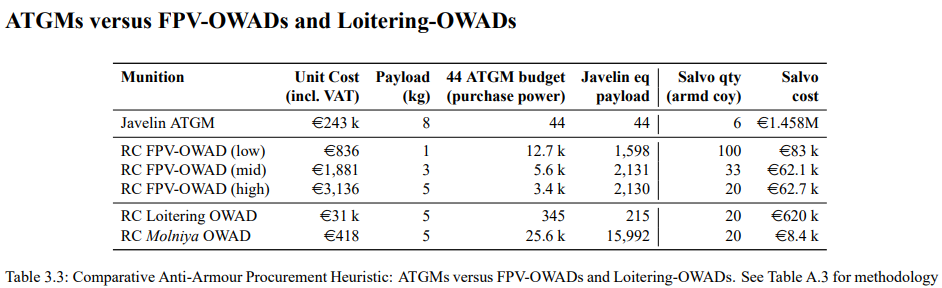 ATGMs versus FPV-OWADs and Loitering-OWADs
Munition Unit Cost Payload 44 ATGM budget Javelin eq Salvo qty Salvo
(incl. VAT) (kg) (purchase power) payload (armd coy) cost
Javelin ATGM €243 k 8 44 44 6 €1.458M
RC FPV-OWAD (low) €836 1 12.7 k 1,598 100 €83 k
RC FPV-OWAD (mid) €1,881 3 5.6 k 2,131 33 €62.1 k
RC FPV-OWAD (high) €3,136 5 3.4 k 2,130 20 €62.7 k
RC Loitering OWAD €31 k 5 345 215 20 €620 k
RC Molniya OWAD €418 5 25.6 k 15,992 20 €8.4 k
Table 3.3: Comparative Anti-Armour Procurement Heuristic: ATGMs versus FPV-OWADs and Loitering-OWADs. See Table A.3 for methodology